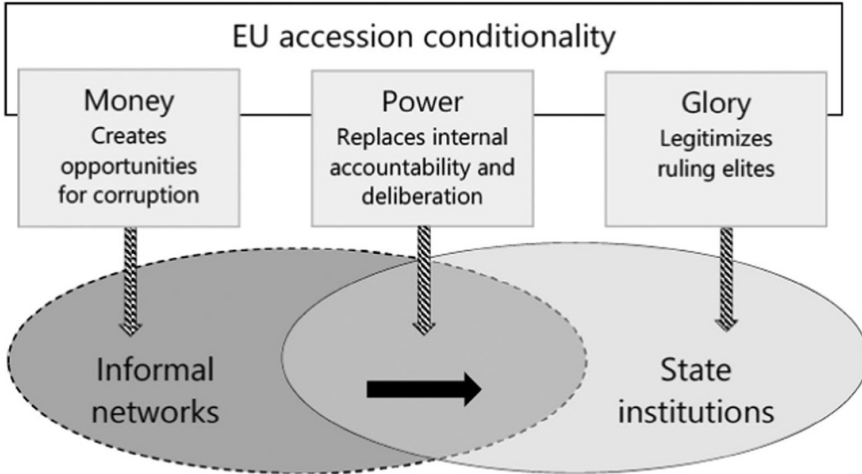 EU accession conditionality
Money
Creates
opportunities
for corruption
Power
Replaces internal
accountability and
deliberation
Glory
Legitimizes
ruling elites
Informal
networks
State
institutions